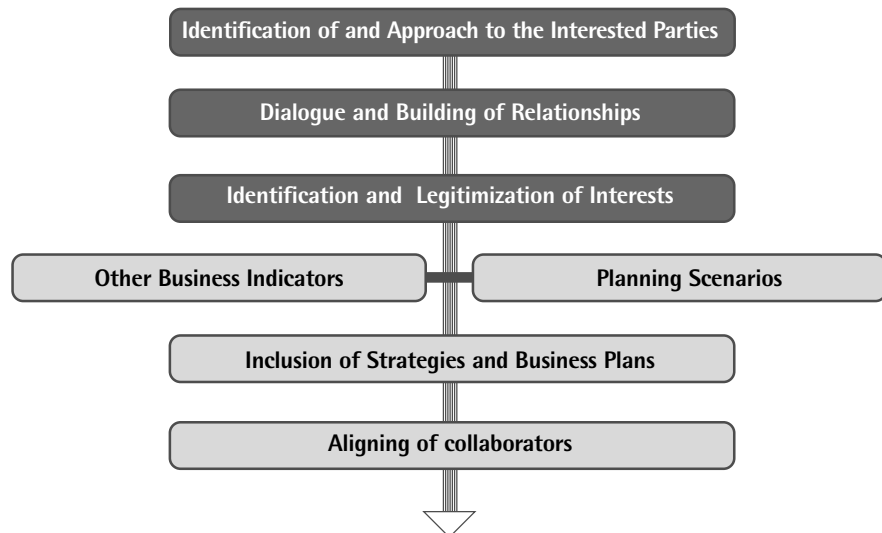 Identification of and Approach to the Interested Parties
Dialogue and Building of Relationships
Identification and Legitimization of Interests
Other Business Indicators
Planning Scenarios
Inclusion of Strategies and Business Plans
Aligning of collaborators